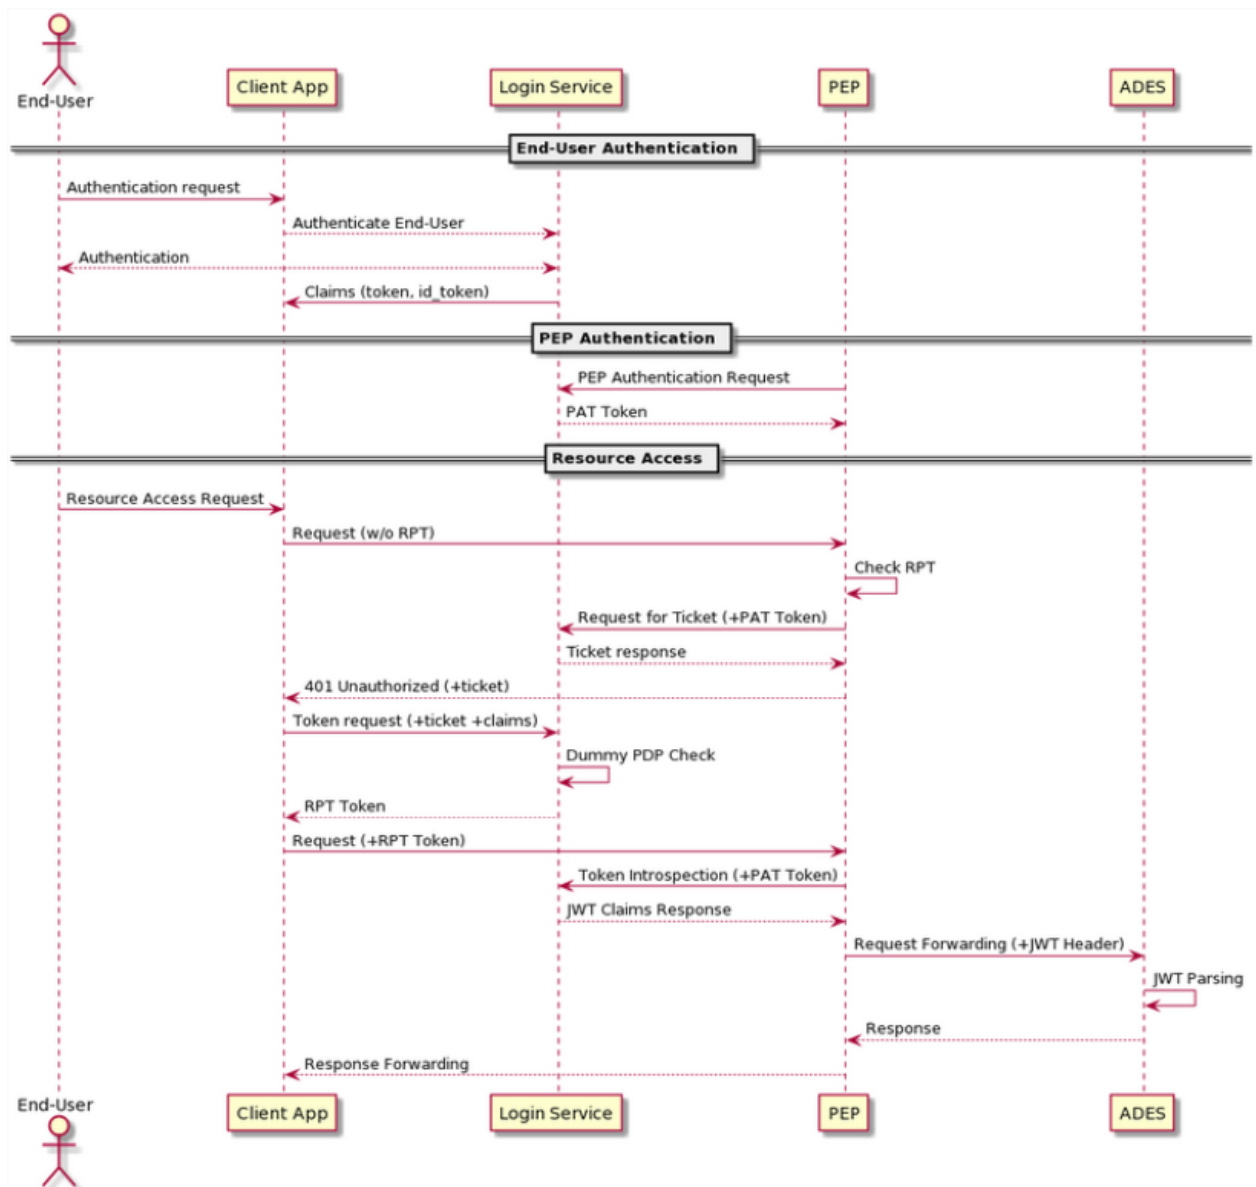 End-User
Client App
Login Service
PEP
ADES
End-User Authentication
Authentication request
Authenticate End-User
Authentication
Claims (token, id_token)
PEP Authentication
PEP Authentication Request
PAT Token
Resource Access
Resource Access Request
Request (w/o RPT)
Check RPT
Request for Ticket (+PAT Token)
Ticket response
401 Unauthorized (+ticket)
Token request (+ticket +claims)
Dummy PDP Check
RPT Token
Request (+RPT Token)
Token Introspection (+PAT Token)
JWT Claims Response
Request Forwarding (+JWT Header)
JWT Parsing
Response
Response Forwarding
End-User
Client App
Login Service
PEP
ADES